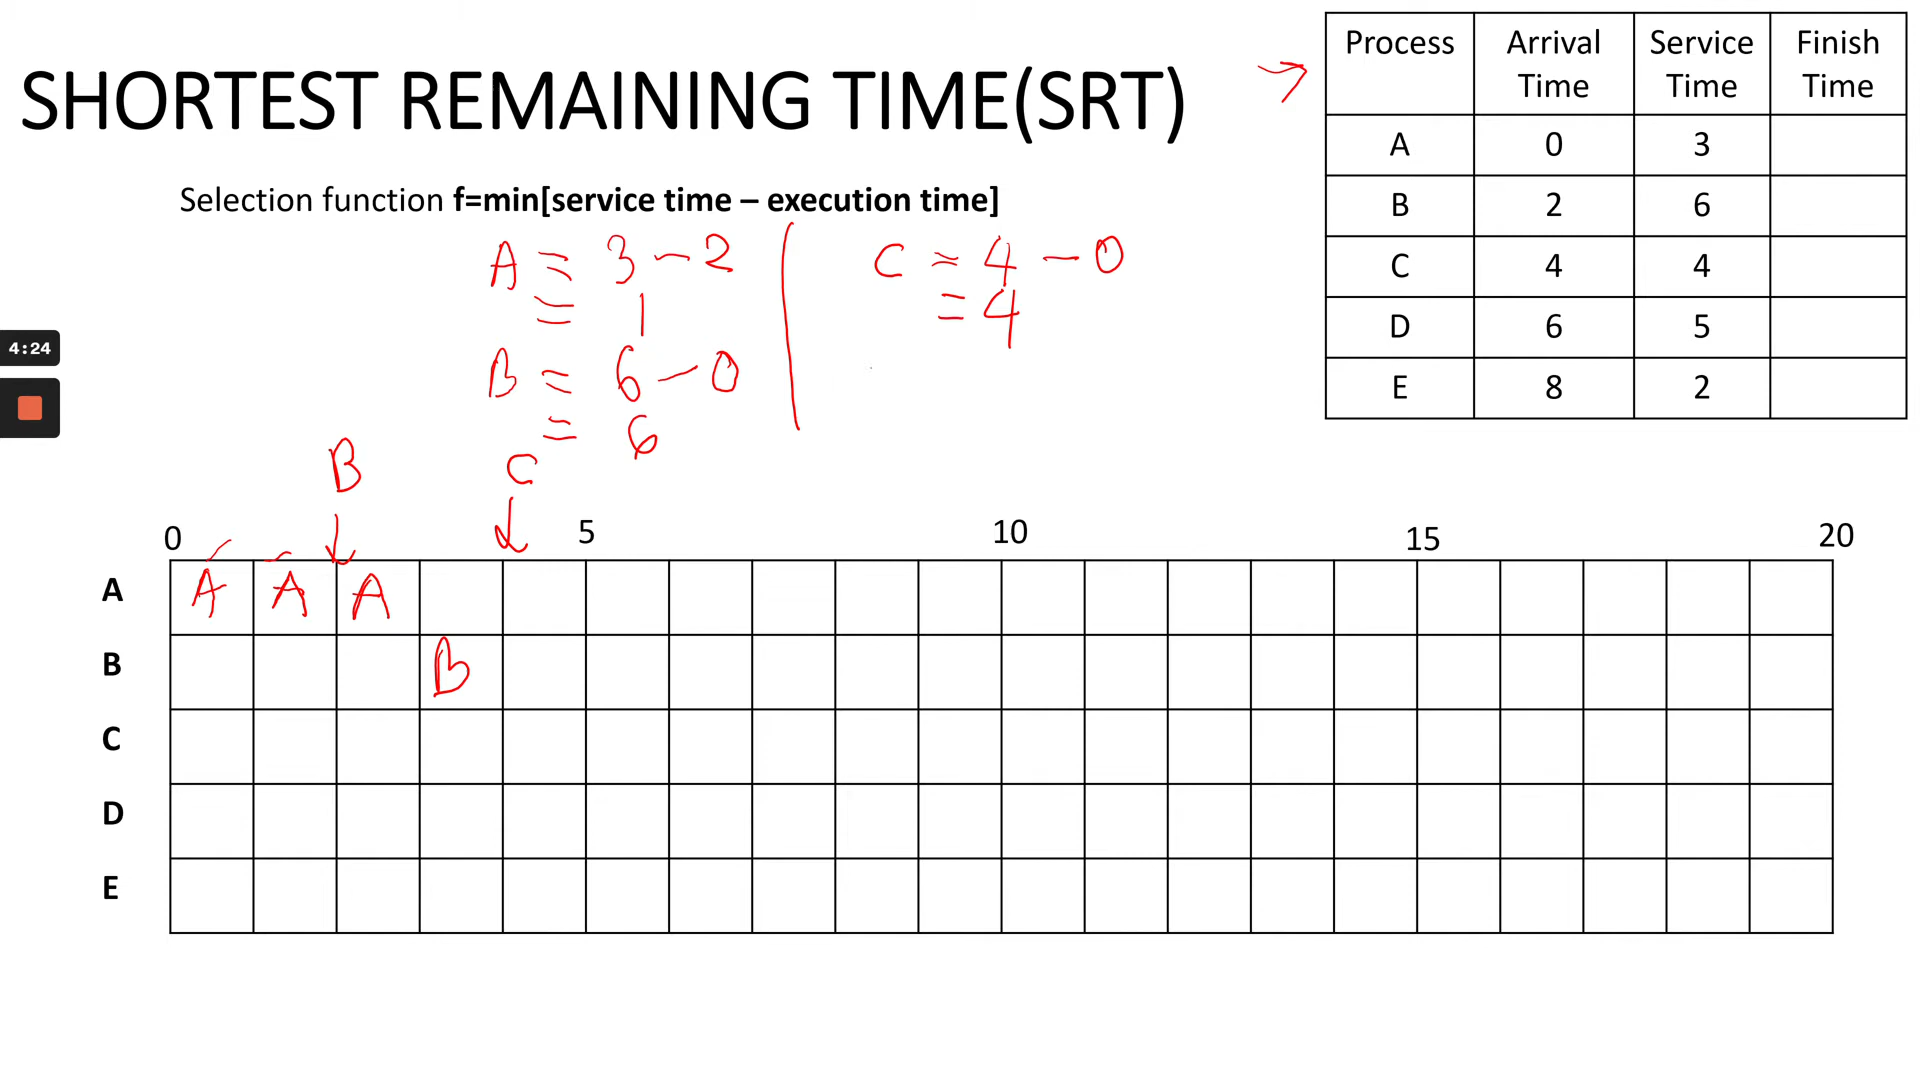 SHORTEST REMAINING TIME(SRT)
Selection function f=min[service time – execution time]
Process Arrival Time Service Time Finish Time
A 0 3
B 2 6
C 4 4
D 6 5
E 8 2
A = 3 - 2
= 1
B = 6 - 0
= 6
C = 4 - 0
= 4
4:24
B C
0 5 10 15 20
A A A A
B B
C
D
E